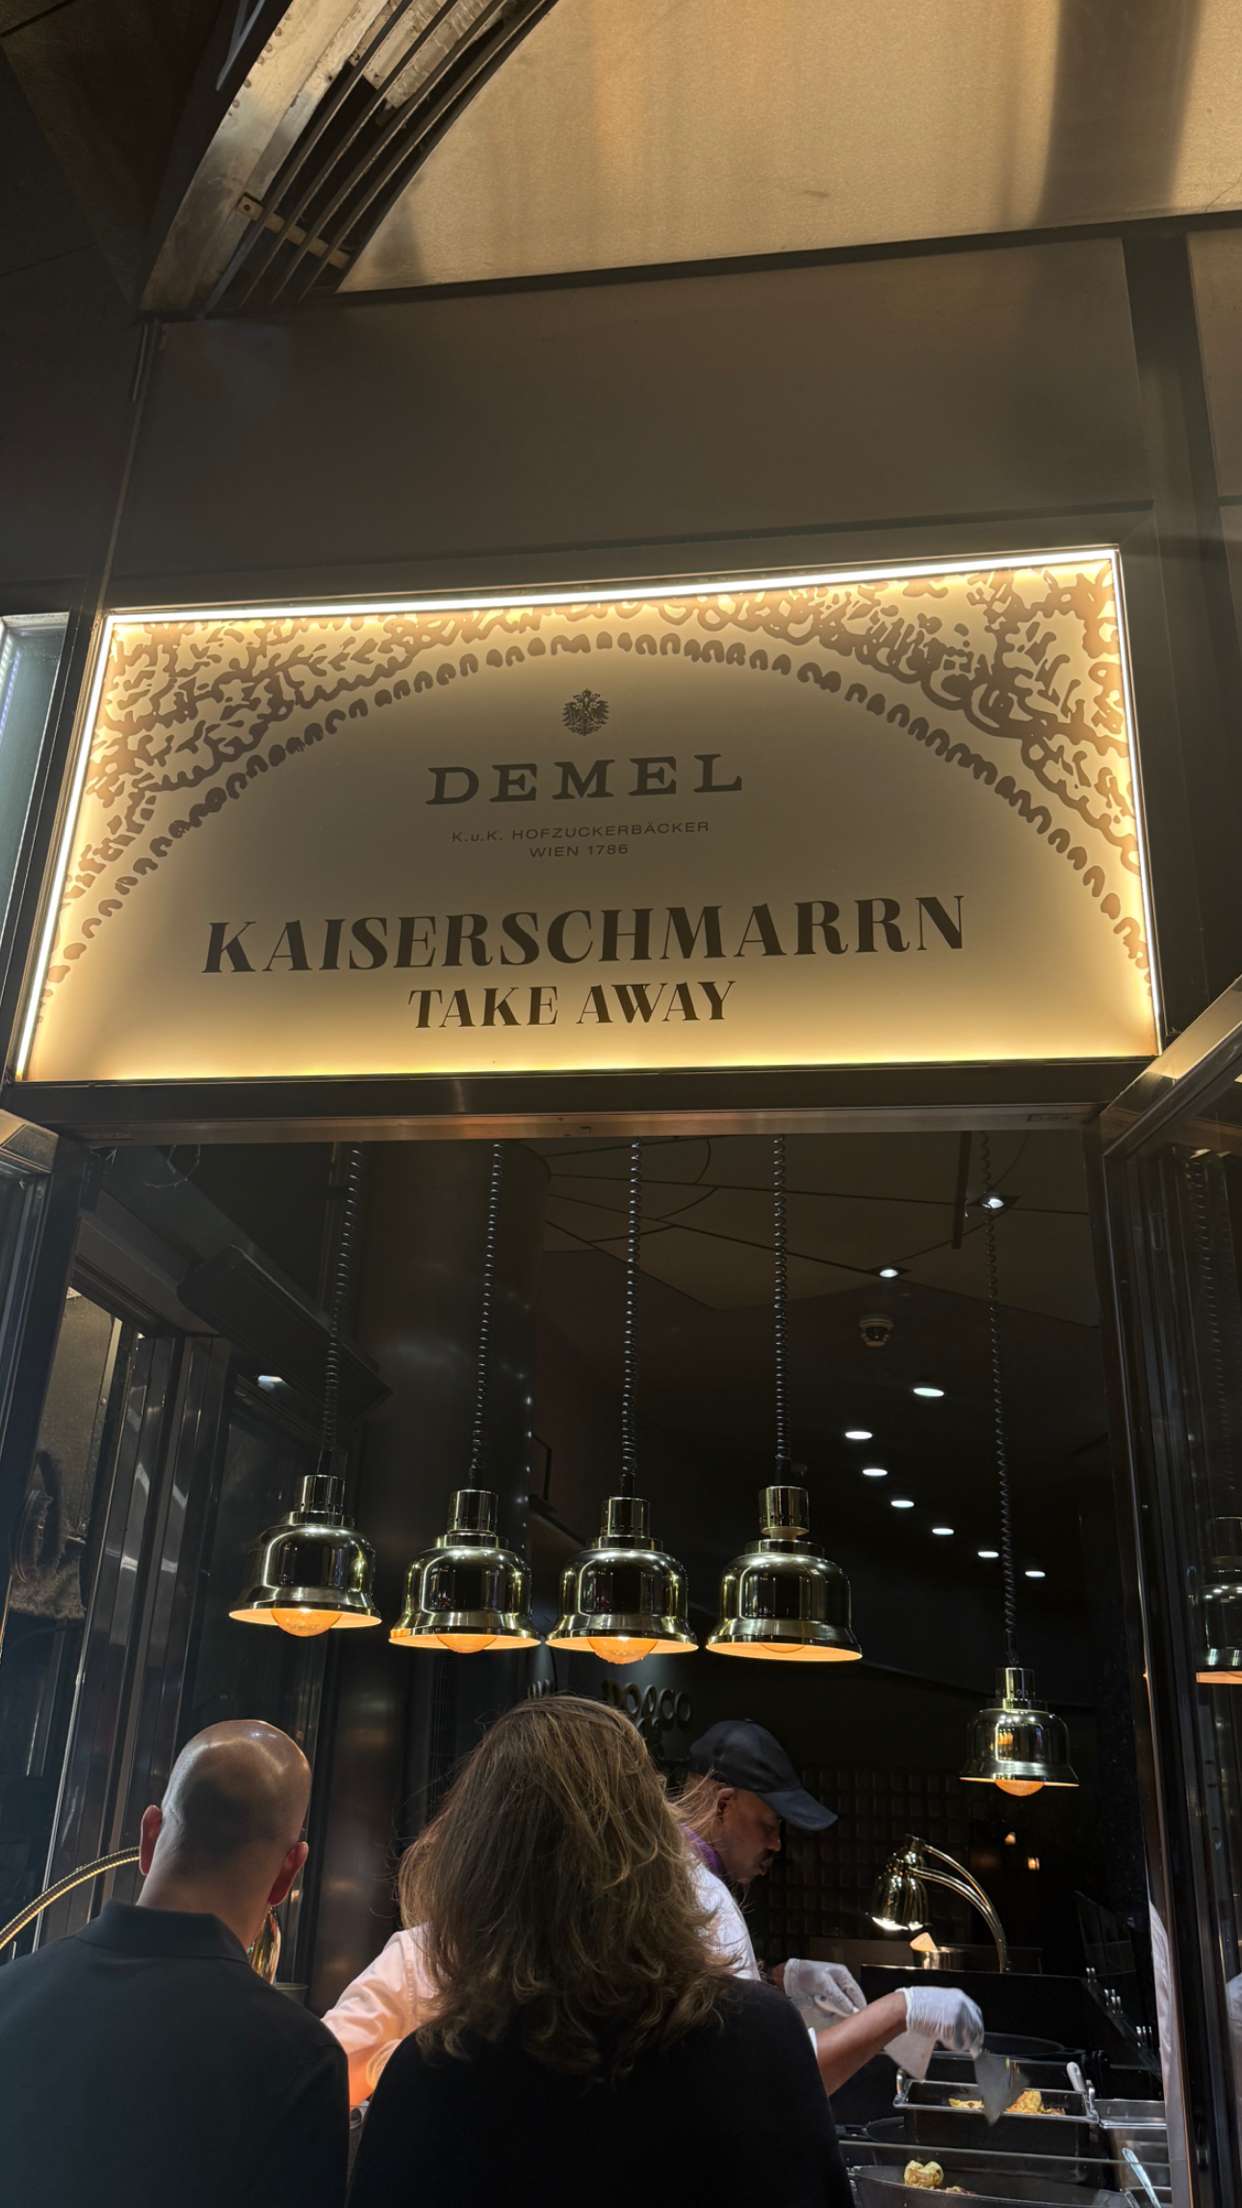 DEMEL
K.u.K. HOFZUCKERBÄCKER
WIEN 1786
KAISERSCHMARRN
TAKE AWAY